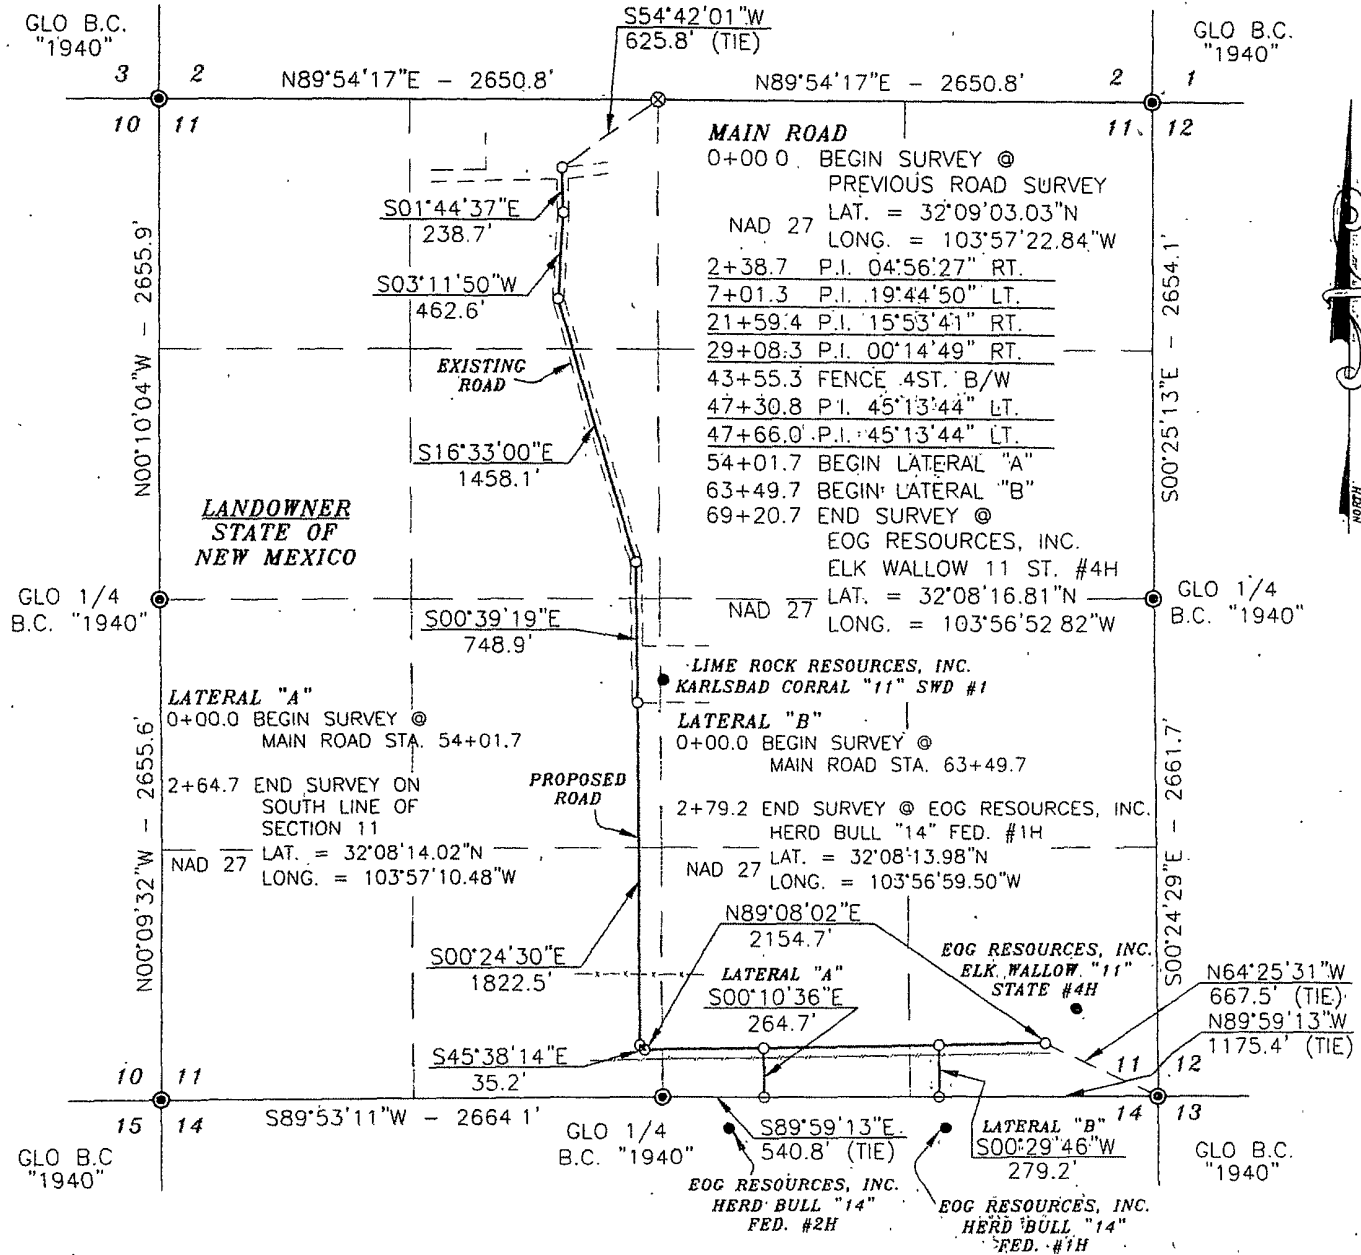 GLO B.C.
"1940"
S54°42'01"W
625.8' (TIE)
GLO B.C.
"1940"
3 2
N89°54'17"E - 2650.8'
N89°54'17"E - 2650.8'
2 1
10 11
11 12
MAIN ROAD
0+00 0 BEGIN SURVEY @
PREVIOUS ROAD SURVEY
NAD 27
LAT. = 32°09'03.03"N
LONG. = 103°57'22.84"W
2+38.7 P.I. 04°56'27" RT.
7+01.3 P.I. 19°44'50" LT.
21+59.4 P.I. 15°53'41" RT.
29+08.3 P.I. 00°14'49" RT.
43+55.3 FENCE 4ST. B/W
47+30.8 P.I. 45°13'44" LT.
47+66.0 P.I. 45°13'44" LT.
54+01.7 BEGIN LATERAL "A"
63+49.7 BEGIN LATERAL "B"
69+20.7 END SURVEY @
EOG RESOURCES, INC.
ELK WALLOW 11 ST. #4H
NAD 27
LAT. = 32°08'16.81"N
LONG. = 103°56'52 82"W
NORTH
S01°44'37"E
238.7'
S03°11'50"W
462.6'
EXISTING
ROAD
S16°33'00"E
1458.1'
N00°10'04"W - 2655.9'
S00°25'13"E - 2654.1'
LANDOWNER
STATE OF
NEW MEXICO
GLO 1/4
B.C. "1940"
GLO 1/4
B.C. "1940"
S00°39'19"E
748.9'
LIME ROCK RESOURCES, INC.
KARLSBAD CORRAL "11" SWD #1
LATERAL "A"
0+00.0 BEGIN SURVEY @
MAIN ROAD STA. 54+01.7
2+64.7 END SURVEY ON
SOUTH LINE OF
SECTION 11
NAD 27
LAT. = 32°08'14.02"N
LONG. = 103°57'10.48"W
LATERAL "B"
0+00.0 BEGIN SURVEY @
MAIN ROAD STA. 63+49.7
2+79.2 END SURVEY @ EOG RESOURCES, INC.
HERD BULL "14" FED. #1H
NAD 27
LAT. = 32°08'13.98"N
LONG. = 103°56'59.50"W
PROPOSED
ROAD
N00°09'32"W - 2655.6'
S00°24'29"E - 2661.7'
N89°08'02"E
2154.7'
S00°24'30"E
1822.5'
LATERAL "A"
S00°10'36"E
264.7'
EOG RESOURCES, INC.
ELK WALLOW "11"
STATE #4H
N64°25'31"W
667.5' (TIE)
N89°59'13"W
1175.4' (TIE)
S45°38'14"E
35.2'
10 11
11 12
15 14
14 13
S89°53'11"W - 2664 1'
GLO 1/4
B.C. "1940"
S89°59'13"E
540.8' (TIE)
LATERAL "B"
S00°29'46"W
279.2'
GLO B.C
"1940"
GLO B.C.
"1940"
EOG RESOURCES, INC.
HERD BULL "14"
FED. #2H
EOG RESOURCES, INC.
HERD BULL "14"
FED. #1H